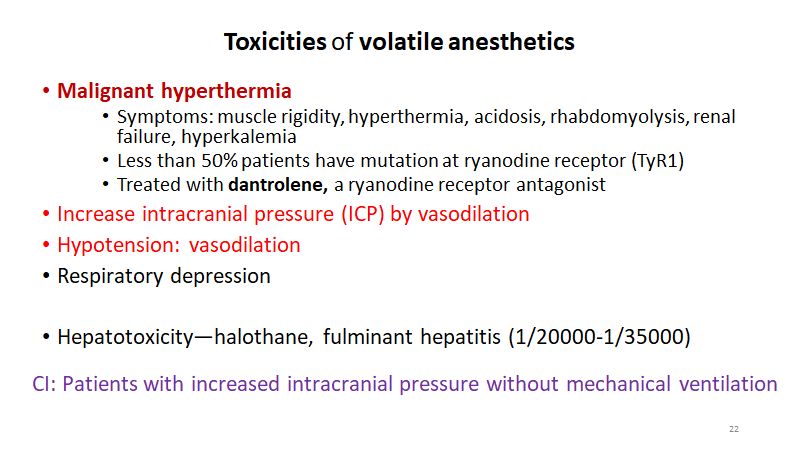 Toxicities of volatile anesthetics
• Malignant hyperthermia
• Symptoms: muscle rigidity, hyperthermia, acidosis, rhabdomyolysis, renal
failure, hyperkalemia
• Less than 50% patients have mutation at ryanodine receptor (TyR1)
• Treated with dantrolene, a ryanodine receptor antagonist
• Increase intracranial pressure (ICP) by vasodilation
• Hypotension: vasodilation
• Respiratory depression
• Hepatotoxicity—halothane, fulminant hepatitis (1/20000-1/35000)
CI: Patients with increased intracranial pressure without mechanical ventilation
22